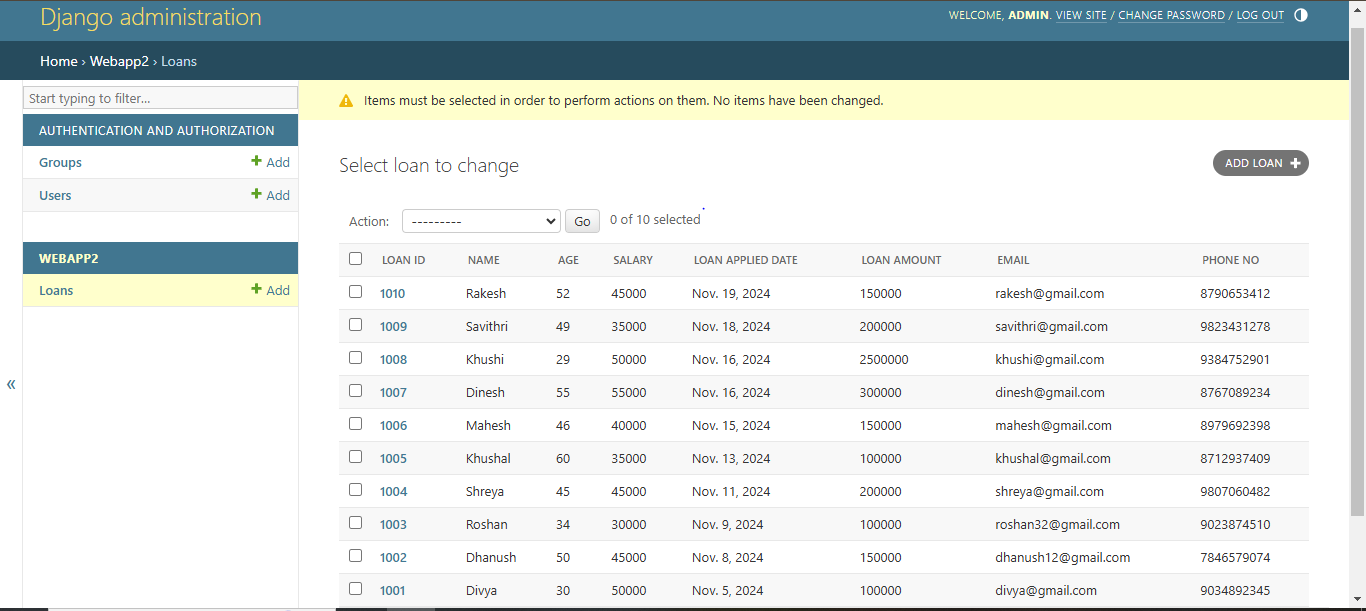 Django administration
WELCOME, ADMIN. VIEW SITE / CHANGE PASSWORD / LOG OUT
Home › Webapp2 › Loans
Start typing to filter...
AUTHENTICATION AND AUTHORIZATION
Groups + Add
Users + Add
WEBAPP2
Loans + Add
«
Items must be selected in order to perform actions on them. No items have been changed.
Select loan to change
ADD LOAN +
Action: --------- Go 0 of 10 selected
LOAN ID NAME AGE SALARY LOAN APPLIED DATE LOAN AMOUNT EMAIL PHONE NO
1010 Rakesh 52 45000 Nov. 19, 2024 150000 rakesh@gmail.com 8790653412
1009 Savithri 49 35000 Nov. 18, 2024 200000 savithri@gmail.com 9823431278
1008 Khushi 29 50000 Nov. 16, 2024 2500000 khushi@gmail.com 9384752901
1007 Dinesh 55 55000 Nov. 16, 2024 300000 dinesh@gmail.com 8767089234
1006 Mahesh 46 40000 Nov. 15, 2024 150000 mahesh@gmail.com 8979692398
1005 Khushal 60 35000 Nov. 13, 2024 100000 khushal@gmail.com 8712937409
1004 Shreya 45 45000 Nov. 11, 2024 200000 shreya@gmail.com 9807060482
1003 Roshan 34 30000 Nov. 9, 2024 100000 roshan32@gmail.com 9023874510
1002 Dhanush 50 45000 Nov. 8, 2024 150000 dhanush12@gmail.com 7846579074
1001 Divya 30 50000 Nov. 5, 2024 100000 divya@gmail.com 9034892345